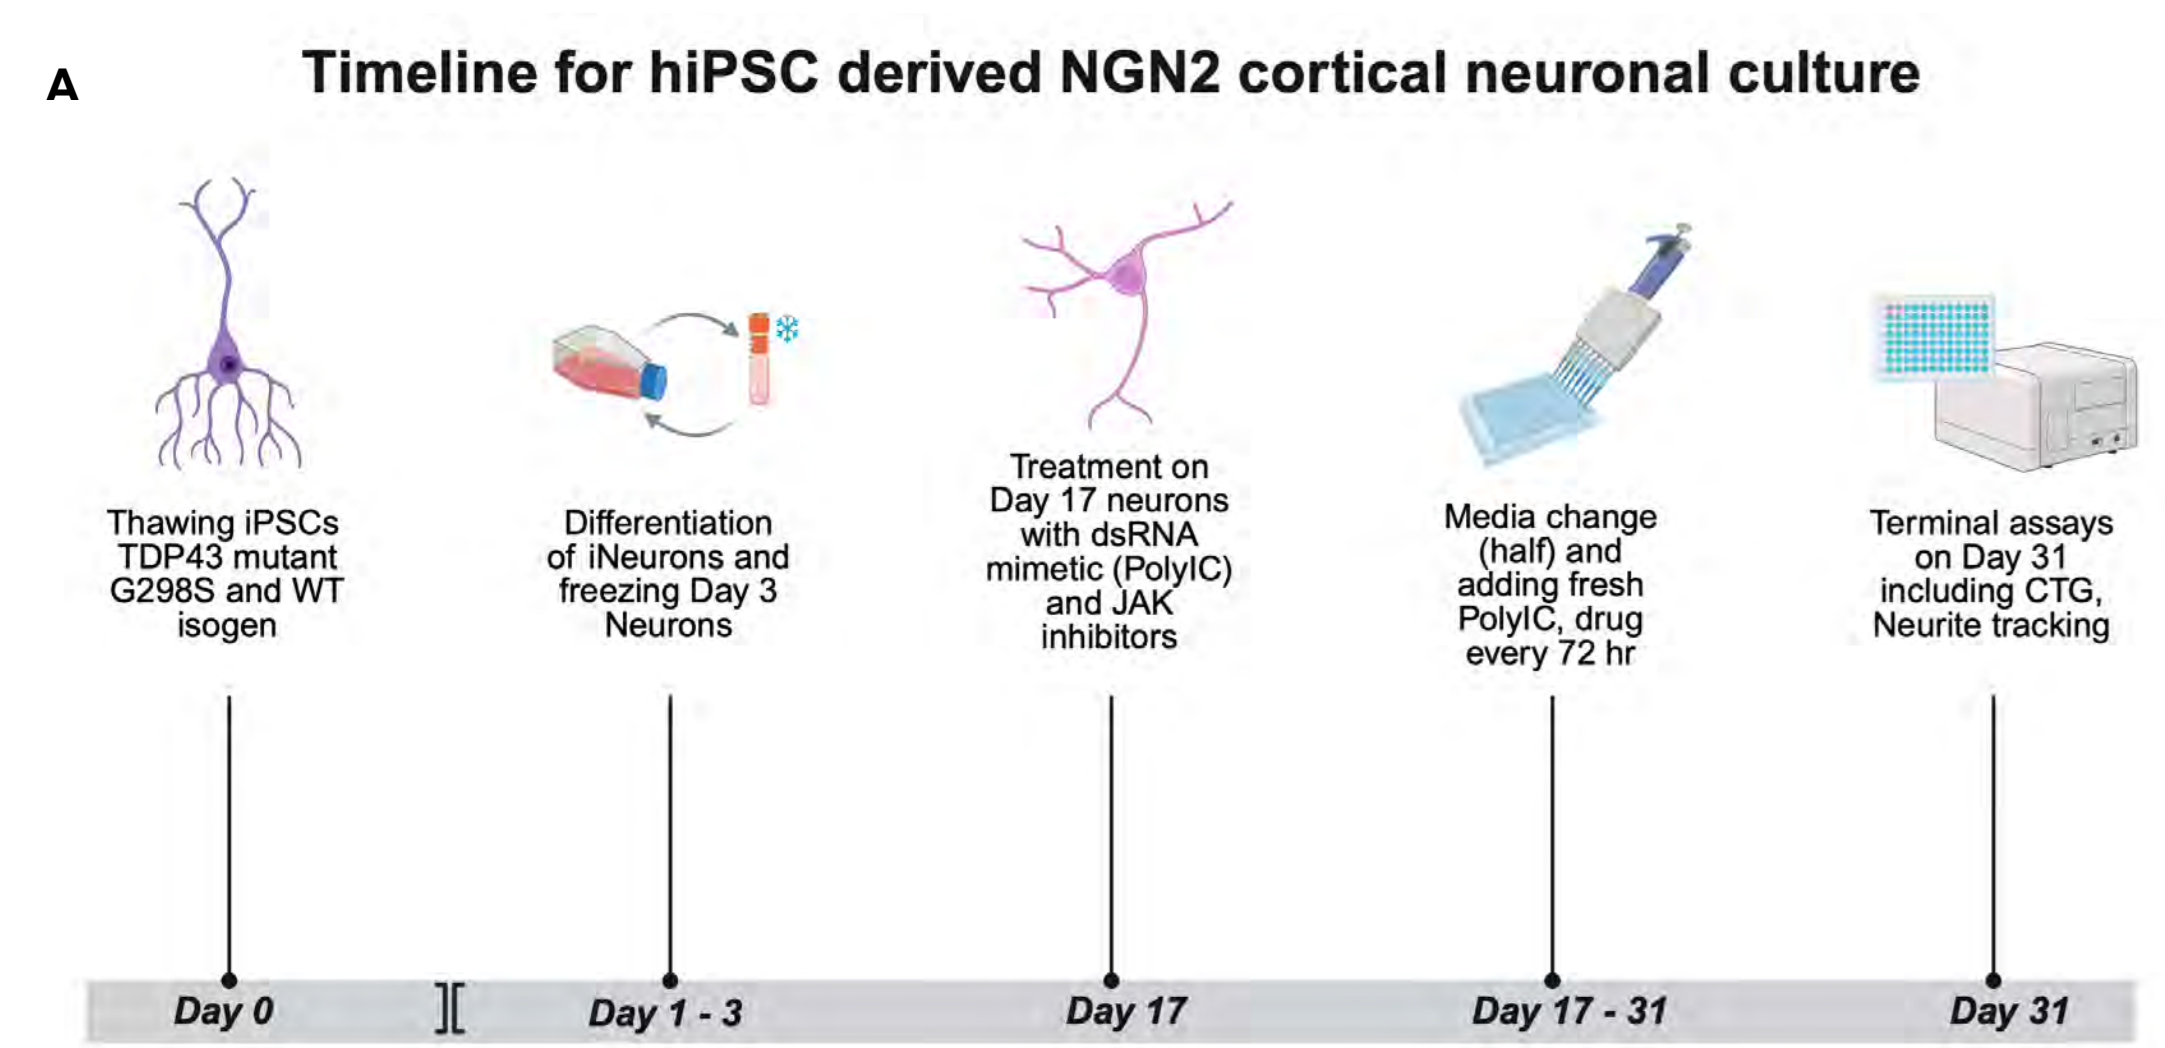 A
Timeline for hiPSC derived NGN2 cortical neuronal culture
Thawing iPSCs
TDP43 mutant
G298S and WT
isogen
Differentiation
of iNeurons and
freezing Day 3
Neurons
Treatment on
Day 17 neurons
with dsRNA
mimetic (PolyIC)
and JAK
inhibitors
Media change
(half) and
adding fresh
PolyIC, drug
every 72 hr
Terminal assays
on Day 31
including CTG,
Neurite tracking
Day 0
][
Day 1 - 3
Day 17
Day 17 - 31
Day 31